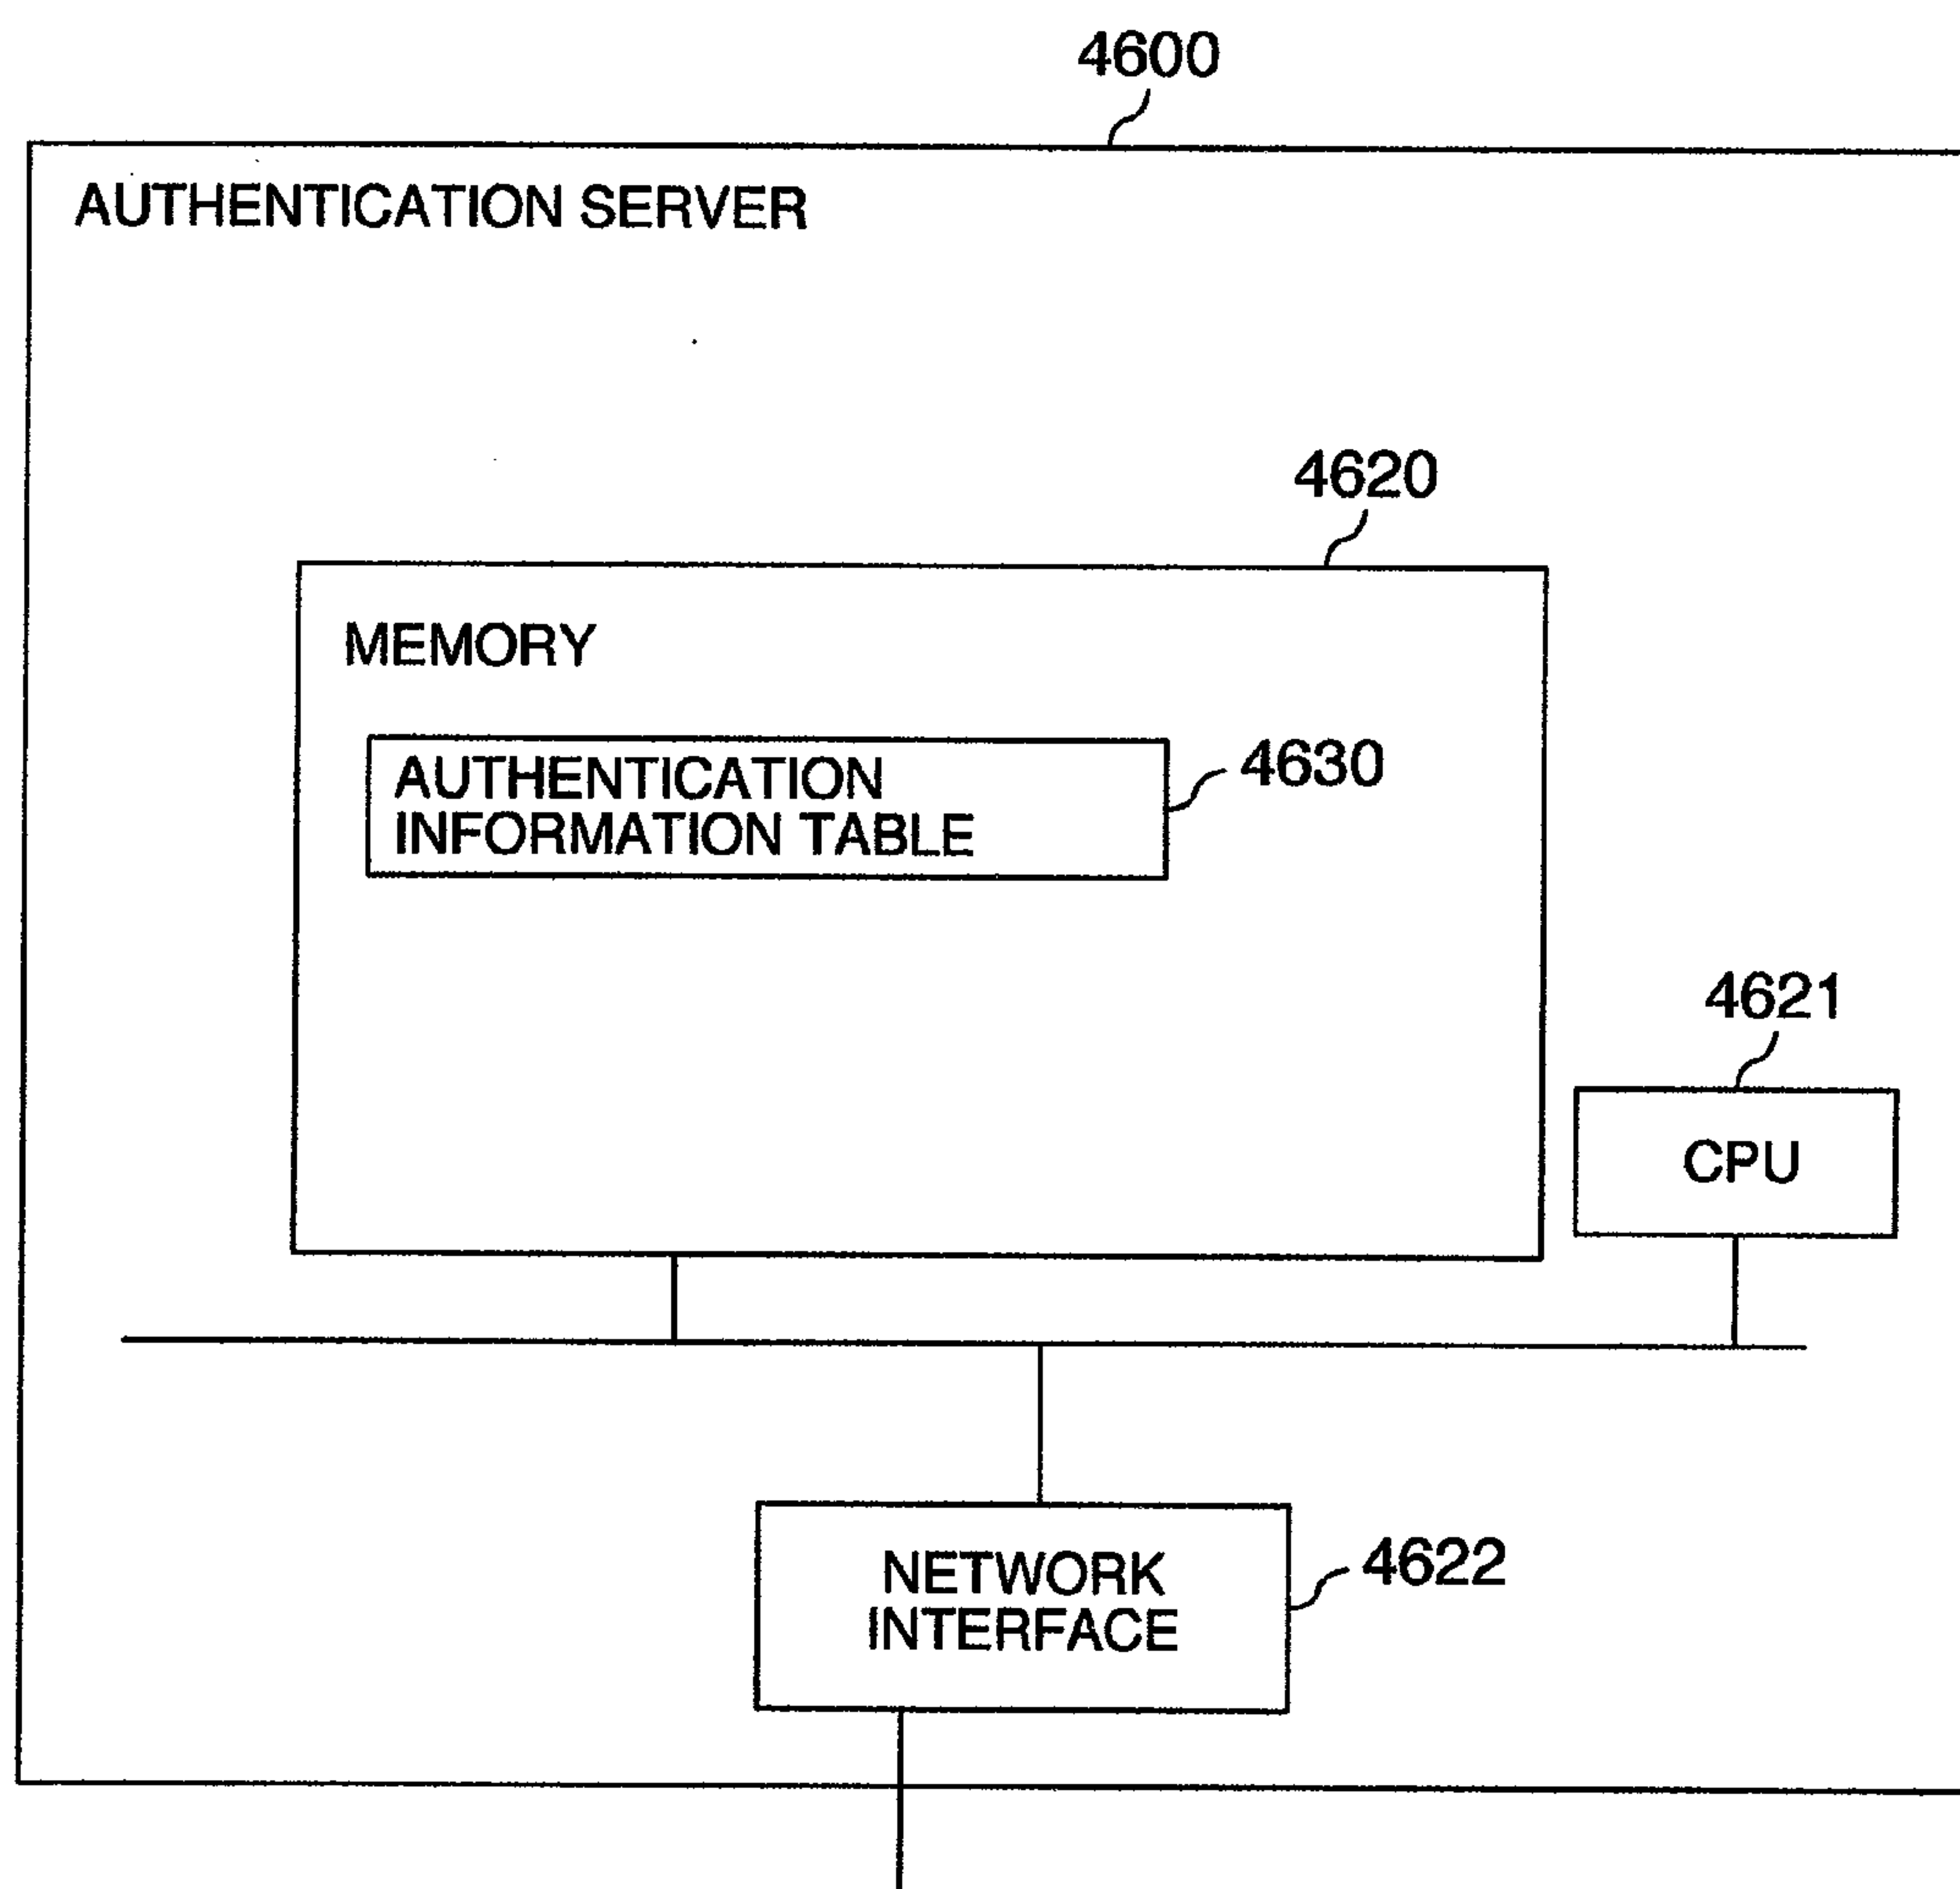 4600
AUTHENTICATION SERVER
4620
MEMORY
AUTHENTICATION
INFORMATION TABLE
4630
4621
CPU
NETWORK
INTERFACE
4622